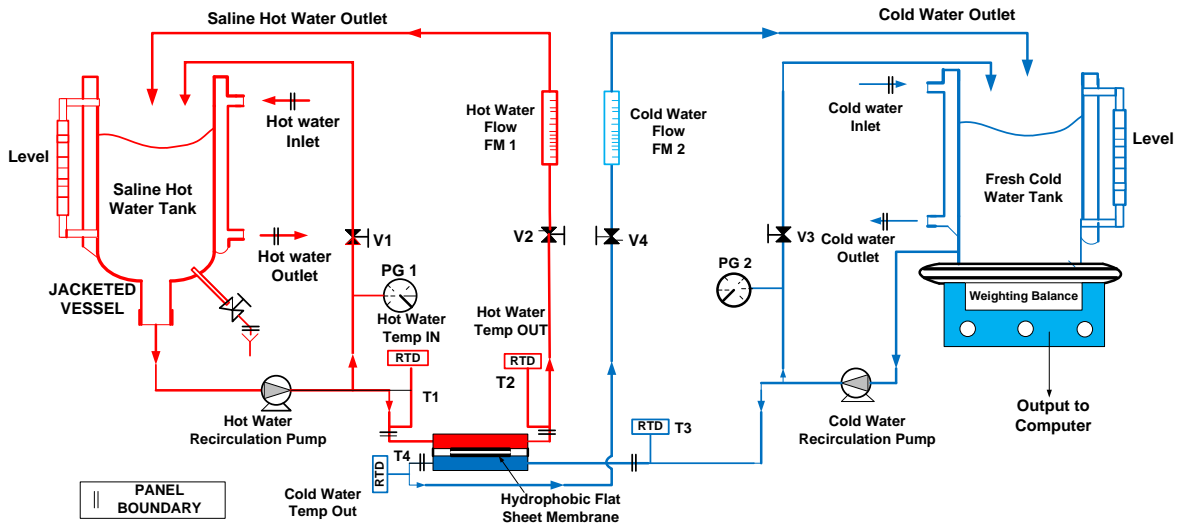 Saline Hot Water Outlet
Cold Water Outlet
Level
Hot water
Inlet
Saline Hot
Water Tank
Hot water
Outlet
JACKETED
VESSEL
V1
PG 1
Hot Water
Temp IN
RTD
T1
Hot Water
Recirculation Pump
Hot Water
Flow
FM 1
V2
Hot Water
Temp OUT
RTD
T2
Cold Water
Flow
FM 2
V4
V3
PG 2
Cold water
Inlet
Fresh Cold
Water Tank
Level
Cold water
Outlet
Weighting Balance
Output to
Computer
Cold Water
Recirculation Pump
RTD
T3
T4
RTD
Cold Water
Temp Out
Hydrophobic Flat
Sheet Membrane
PANEL
BOUNDARY